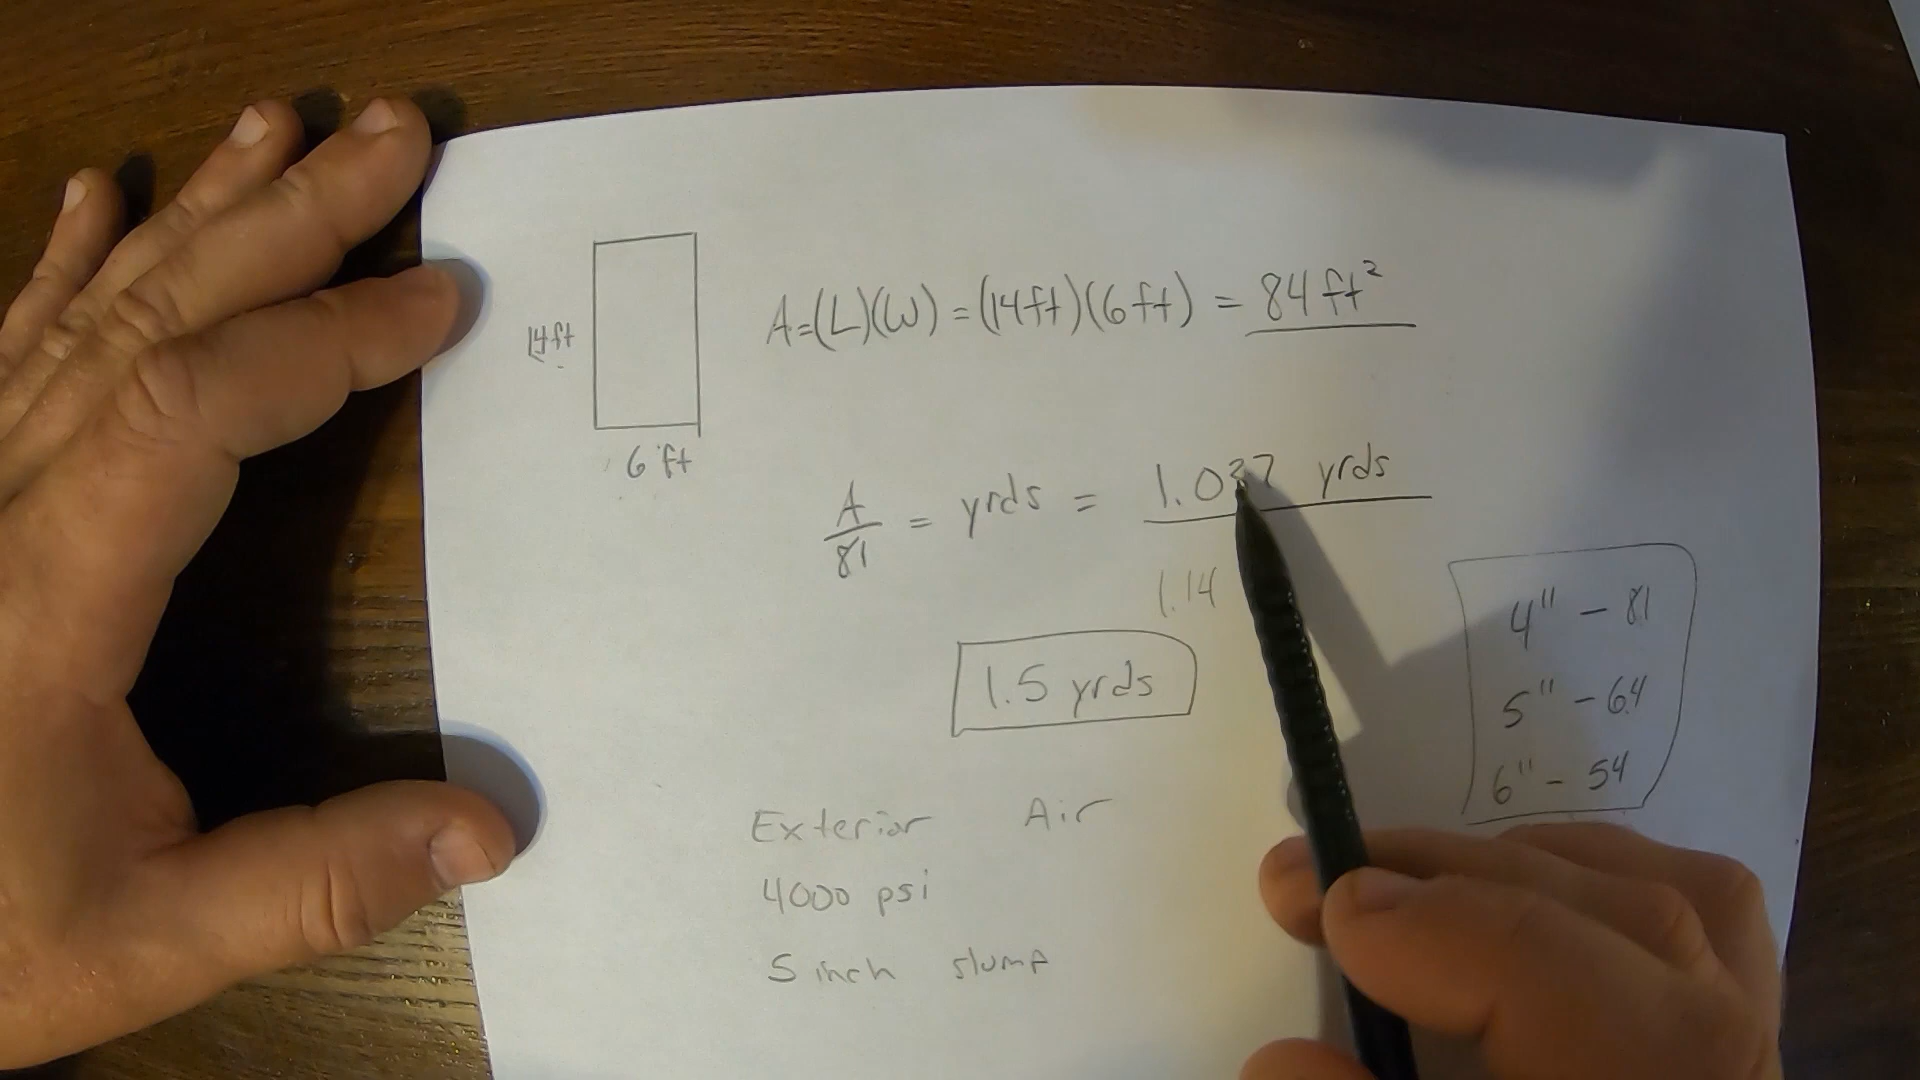 14ft
6 ft
A=(L)(W) = (14ft)(6ft) = 84 ft²
A/81 = yrds = 1.037 yrds
1.14
1.5 yrds
4" - 81
5" - 64
6" - 54
Exterior Air
4000 psi
5 inch slump